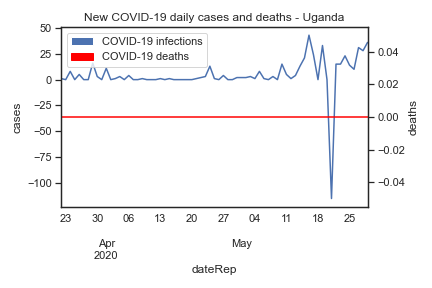 New COVID-19 daily cases and deaths - Uganda
COVID-19 infections
COVID-19 deaths
50
25
0
−25
−50
−75
−100
cases
0.04
0.02
0.00
−0.02
−0.04
deaths
23 30 06 13 20 27 04 11 18 25
Apr May
2020
dateRep